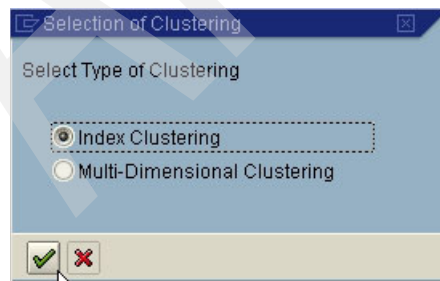 Selection of Clustering
Select Type of Clustering
Index Clustering
Multi-Dimensional Clustering